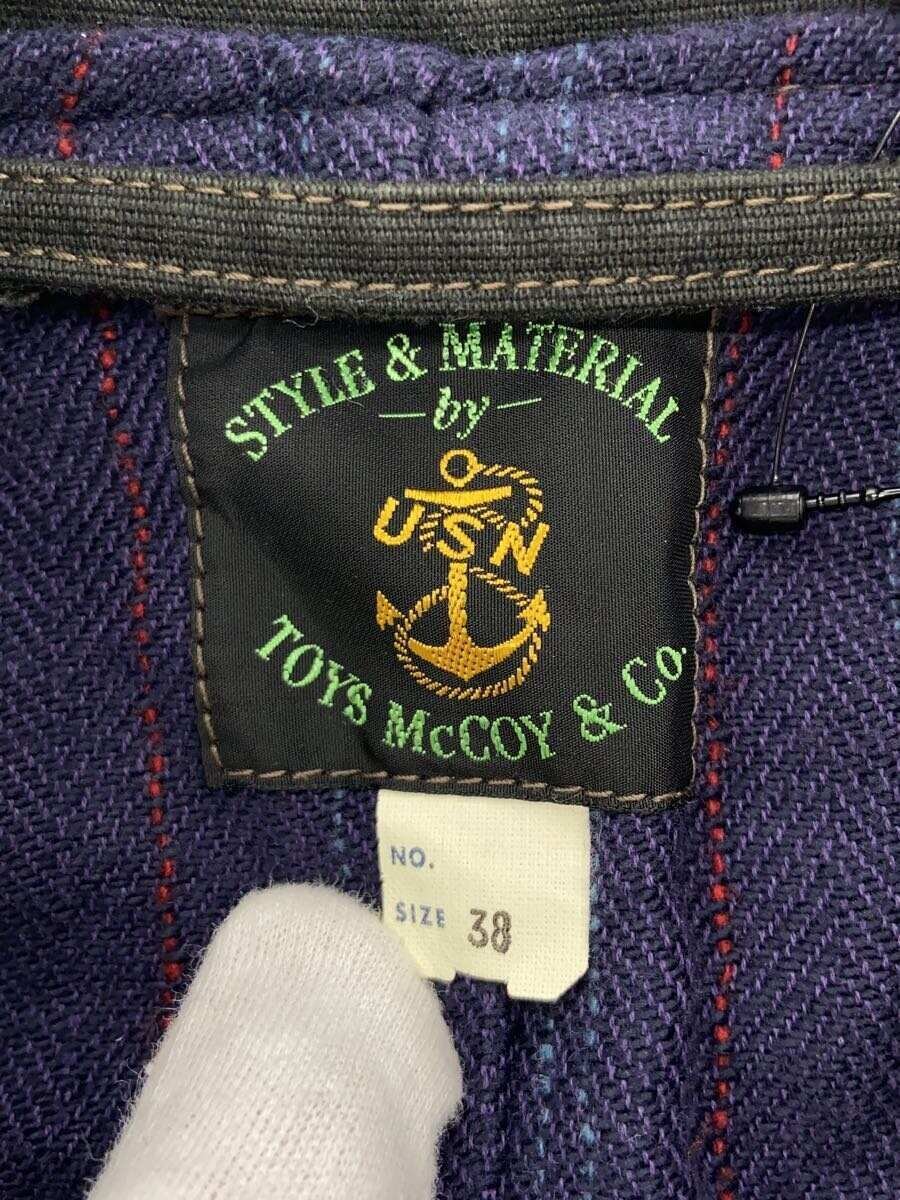 STYLE & MATERIAL
by
USN
TOYS McCOY & Co.
NO.
SIZE 38